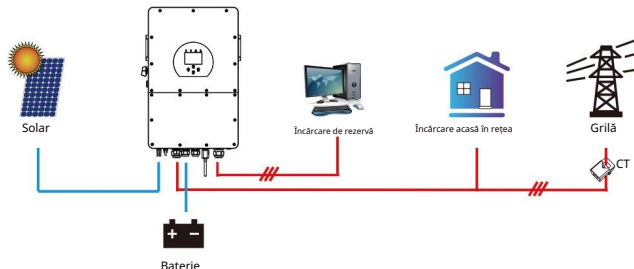 Solar
Încărcare de rezervă
Încărcare acasă în rețea
Grilă
CT
Baterie